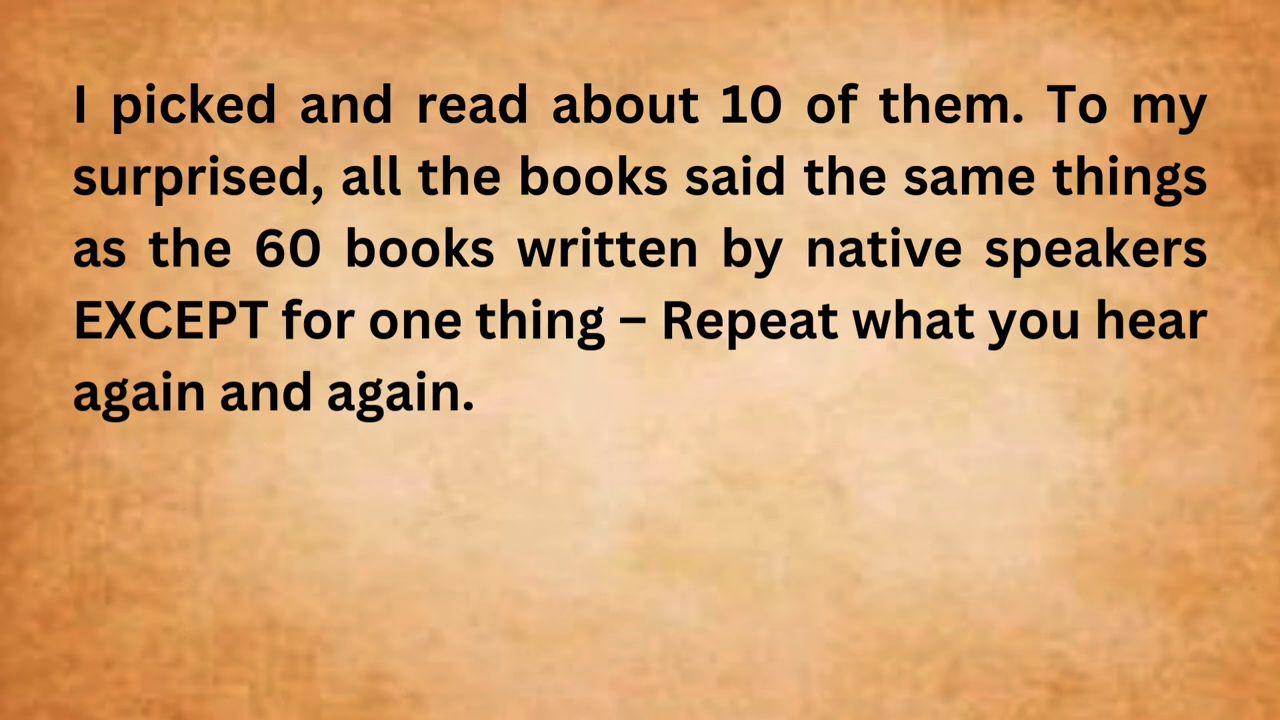 I picked and read about 10 of them. To my
surprised, all the books said the same things
as the 60 books written by native speakers
EXCEPT for one thing – Repeat what you hear
again and again.